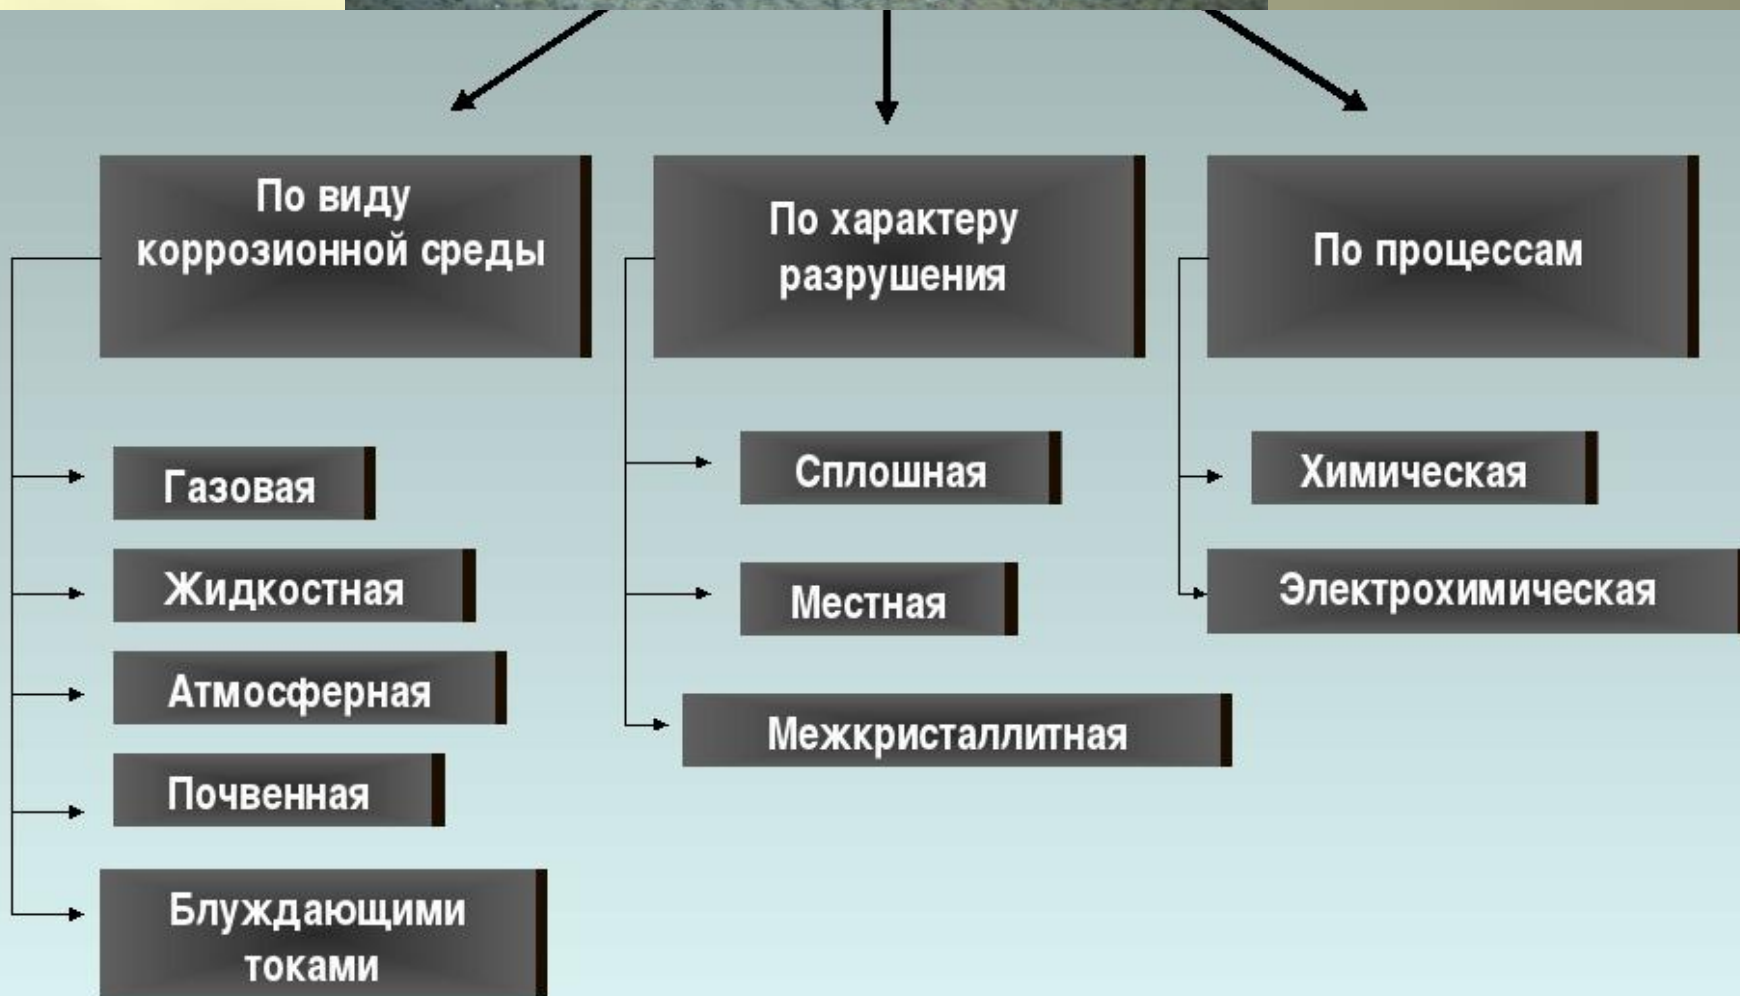 По виду
коррозионной среды
Газовая
Жидкостная
Атмосферная
Почвенная
Блуждающими
токами
По характеру
разрушения
Сплошная
Местная
Межкристаллитная
По процессам
Химическая
Электрохимическая